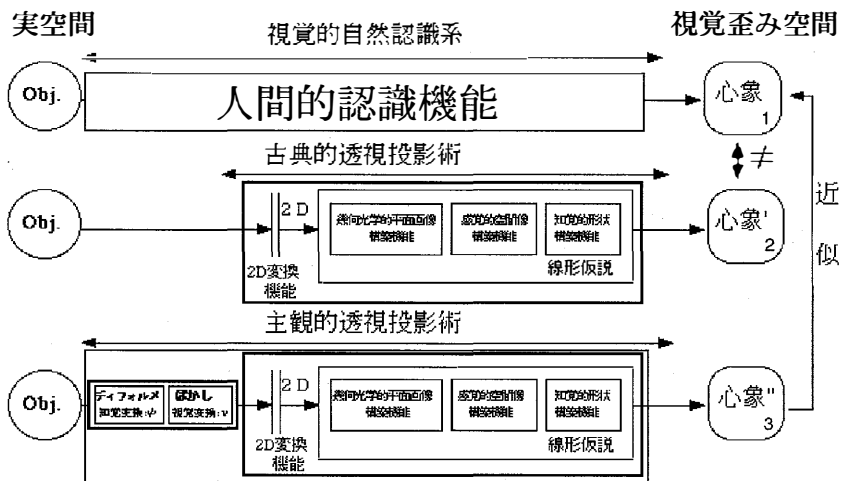 実空間
視覚的自然認識系
視覚歪み空間
Obj.
人間的認識機能
心象
1
≠
近
似
古典的透視投影術
Obj.
2D
幾何光学的平面画像
構築機能
感覚的空間像
構築機能
知覚的形状
構築機能
線形仮説
2D変換
機能
心象'
2
主観的透視投影術
Obj.
ディフォルメ
知覚変換:ψ
ぼかし
視覚変換:ν
2D
幾何光学的平面画像
構築機能
感覚的空間像
構築機能
知覚的形状
構築機能
線形仮説
2D変換
機能
心象"
3